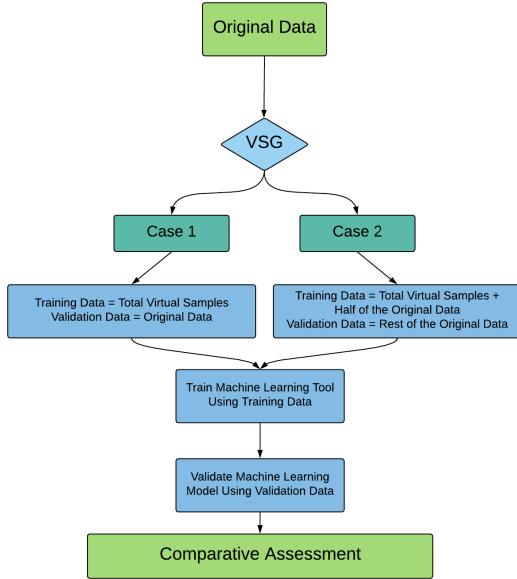 Original Data
VSG
Case 1
Case 2
Training Data = Total Virtual Samples
Validation Data = Original Data
Training Data = Total Virtual Samples +
Half of the Original Data
Validation Data = Rest of the Original Data
Train Machine Learning Tool
Using Training Data
Validate Machine Learning
Model Using Validation Data
Comparative Assessment